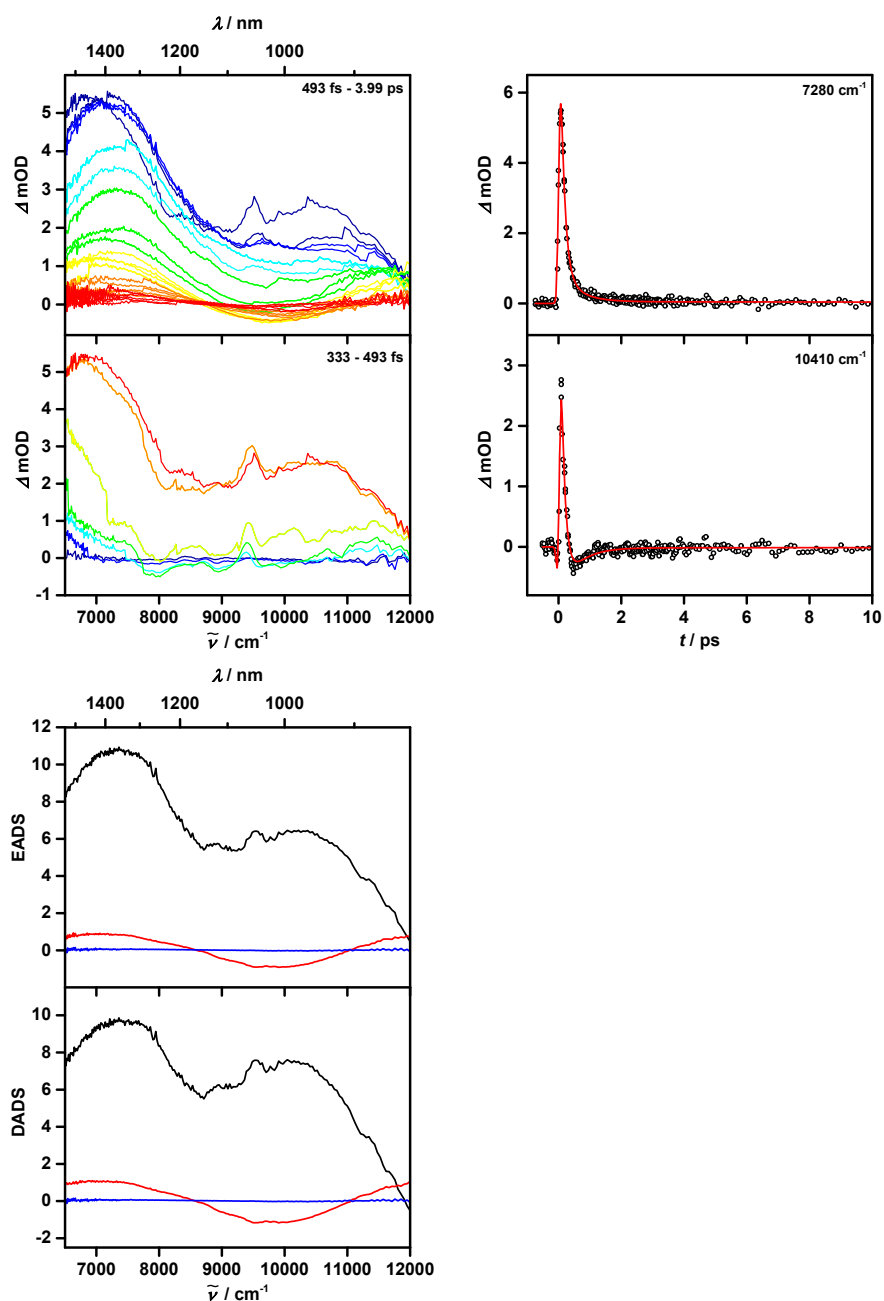 λ / nm
1400 1200 1000
493 fs - 3.99 ps
Δ mOD
5
4
3
2
1
0
333 - 493 fs
Δ mOD
5
4
3
2
1
0
-1
7000 8000 9000 10000 11000 12000
ṽ / cm-1
7280 cm-1
Δ mOD
6
4
2
0
10410 cm-1
Δ mOD
3
2
1
0
0 2 4 6 8 10
t / ps
λ / nm
1400 1200 1000
EADS
12
10
8
6
4
2
0
DADS
10
8
6
4
2
0
-2
7000 8000 9000 10000 11000 12000
ṽ / cm-1